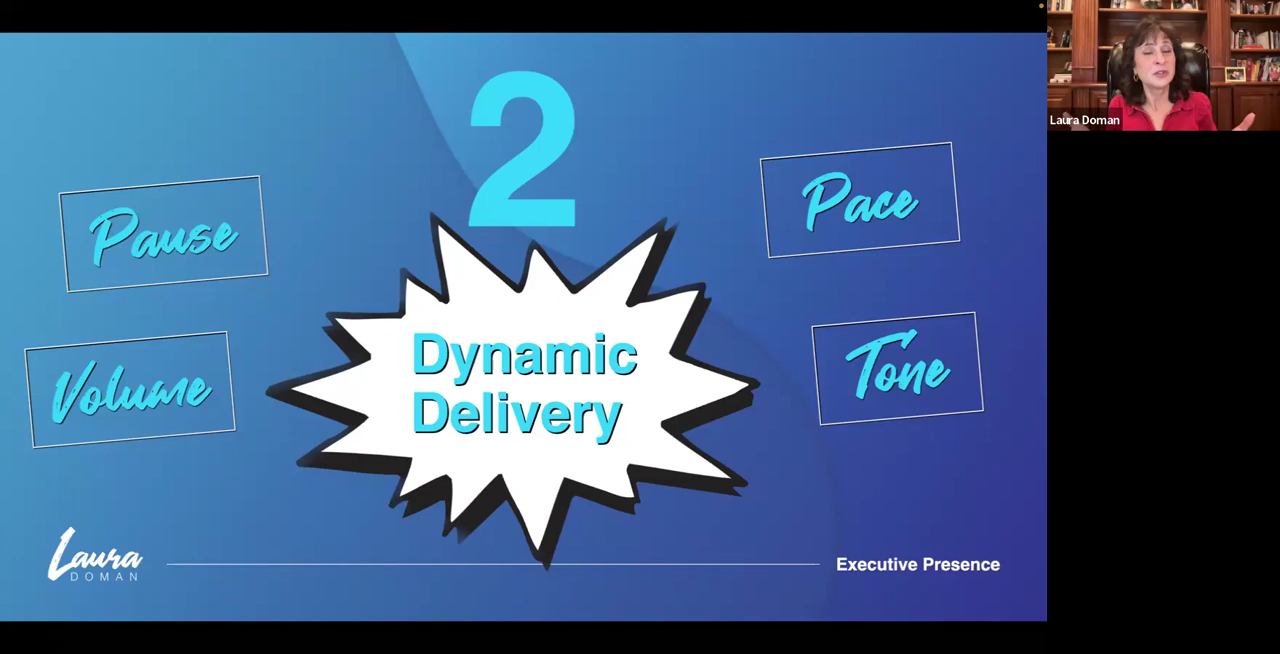 2
Pause
Pace
Dynamic
Delivery
Volume
Tone
Laura
DOMAN
Executive Presence
Laura Doman